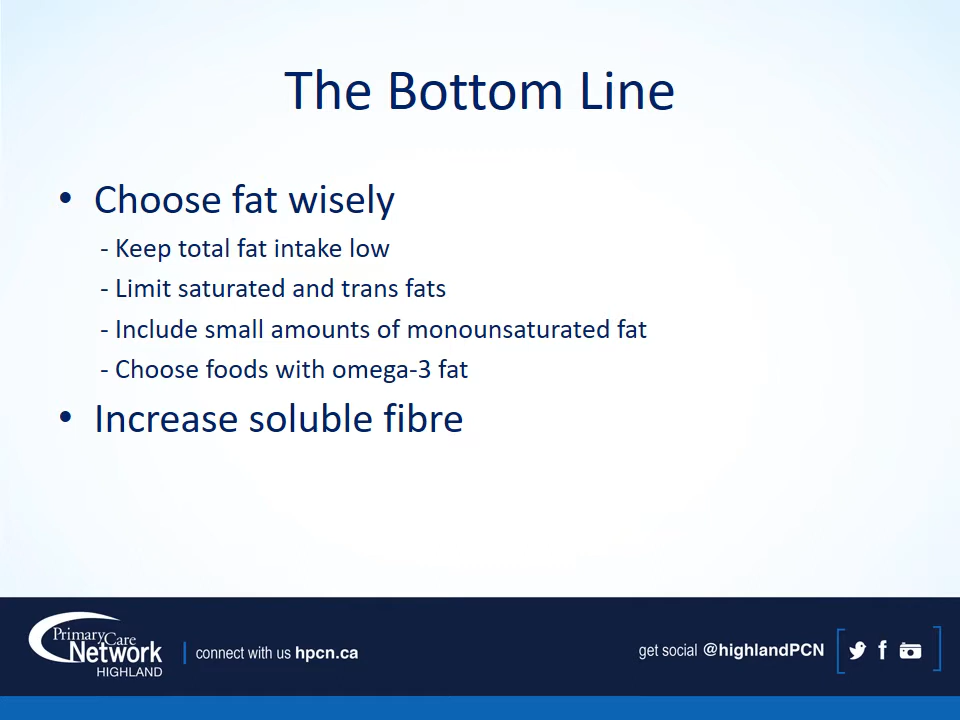 The Bottom Line
• Choose fat wisely
- Keep total fat intake low
- Limit saturated and trans fats
- Include small amounts of monounsaturated fat
- Choose foods with omega-3 fat
• Increase soluble fibre
PrimaryCare
Network
HIGHLAND
connect with us hpcn.ca
get social @highlandPCN